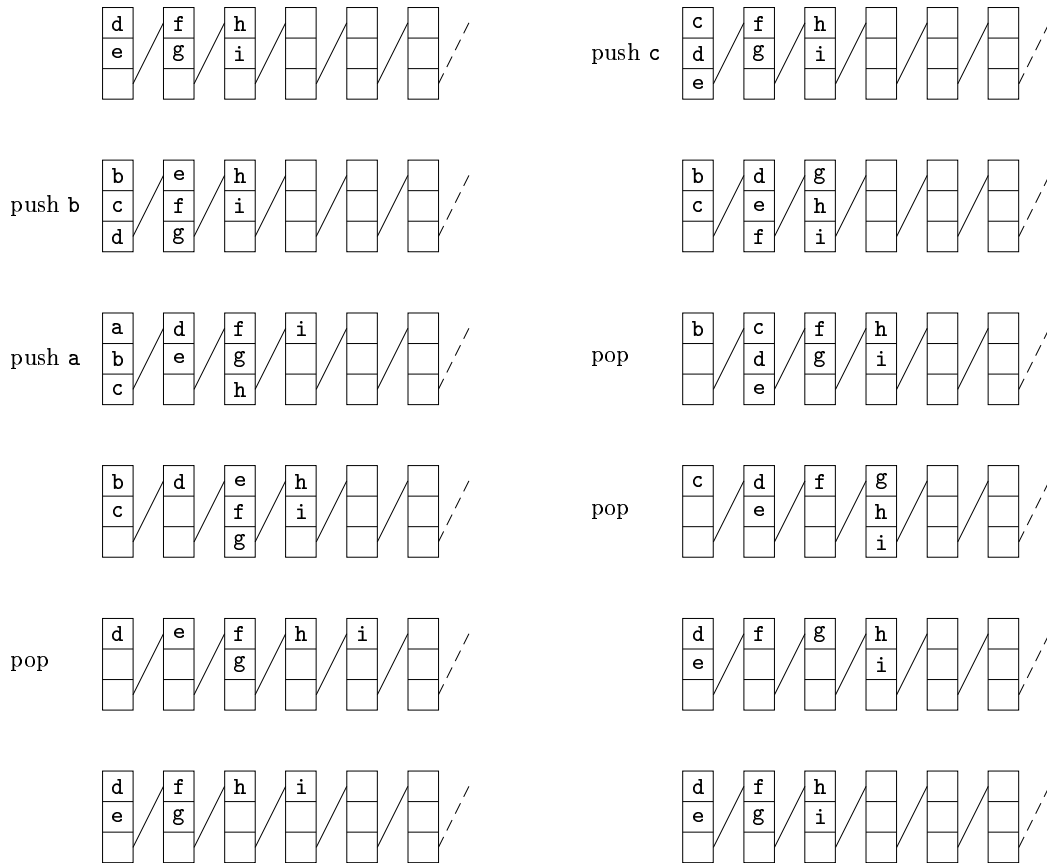 d f h
e g i
push c
c f h
d g i
e
push b
b e h
c f i
d g
b d g
c e h
f i
push a
a d f i
b e g
c h
pop
b c f h
d g i
e
b d e h
c f i
g
pop
c d f g
e h
i
pop
d e f h i
g
d f g h
e i
d f h i
e g
d f h
e g i